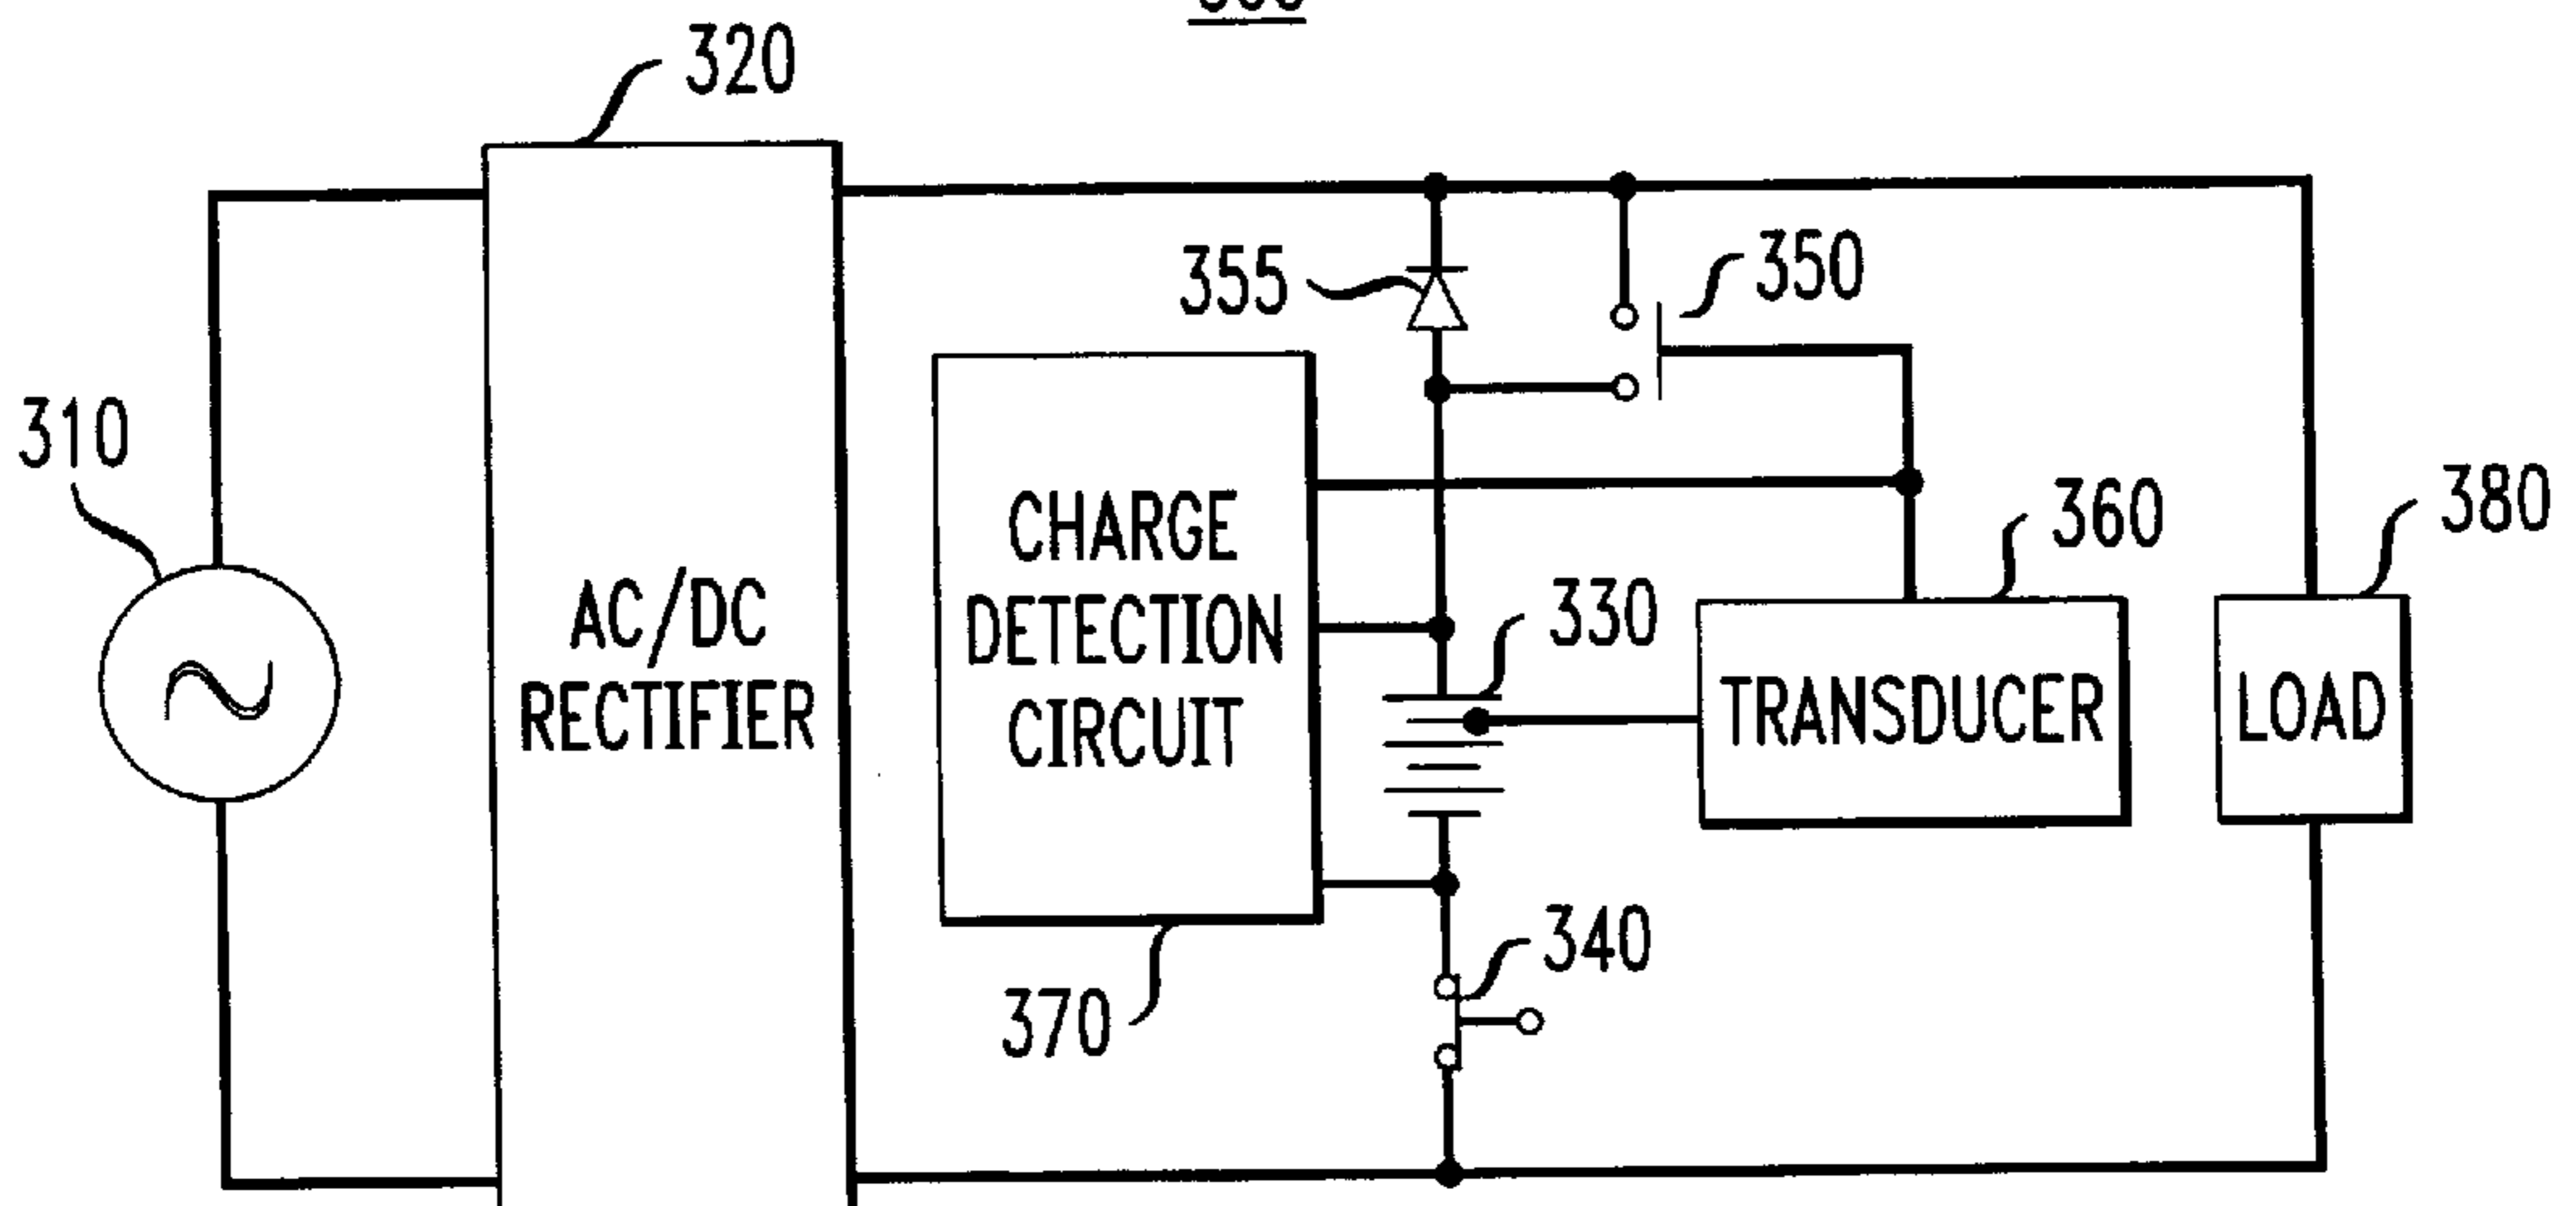 320
355
350
310
CHARGE
DETECTION
CIRCUIT
AC/DC
RECTIFIER
330
360
380
TRANSDUCER
LOAD
340
370